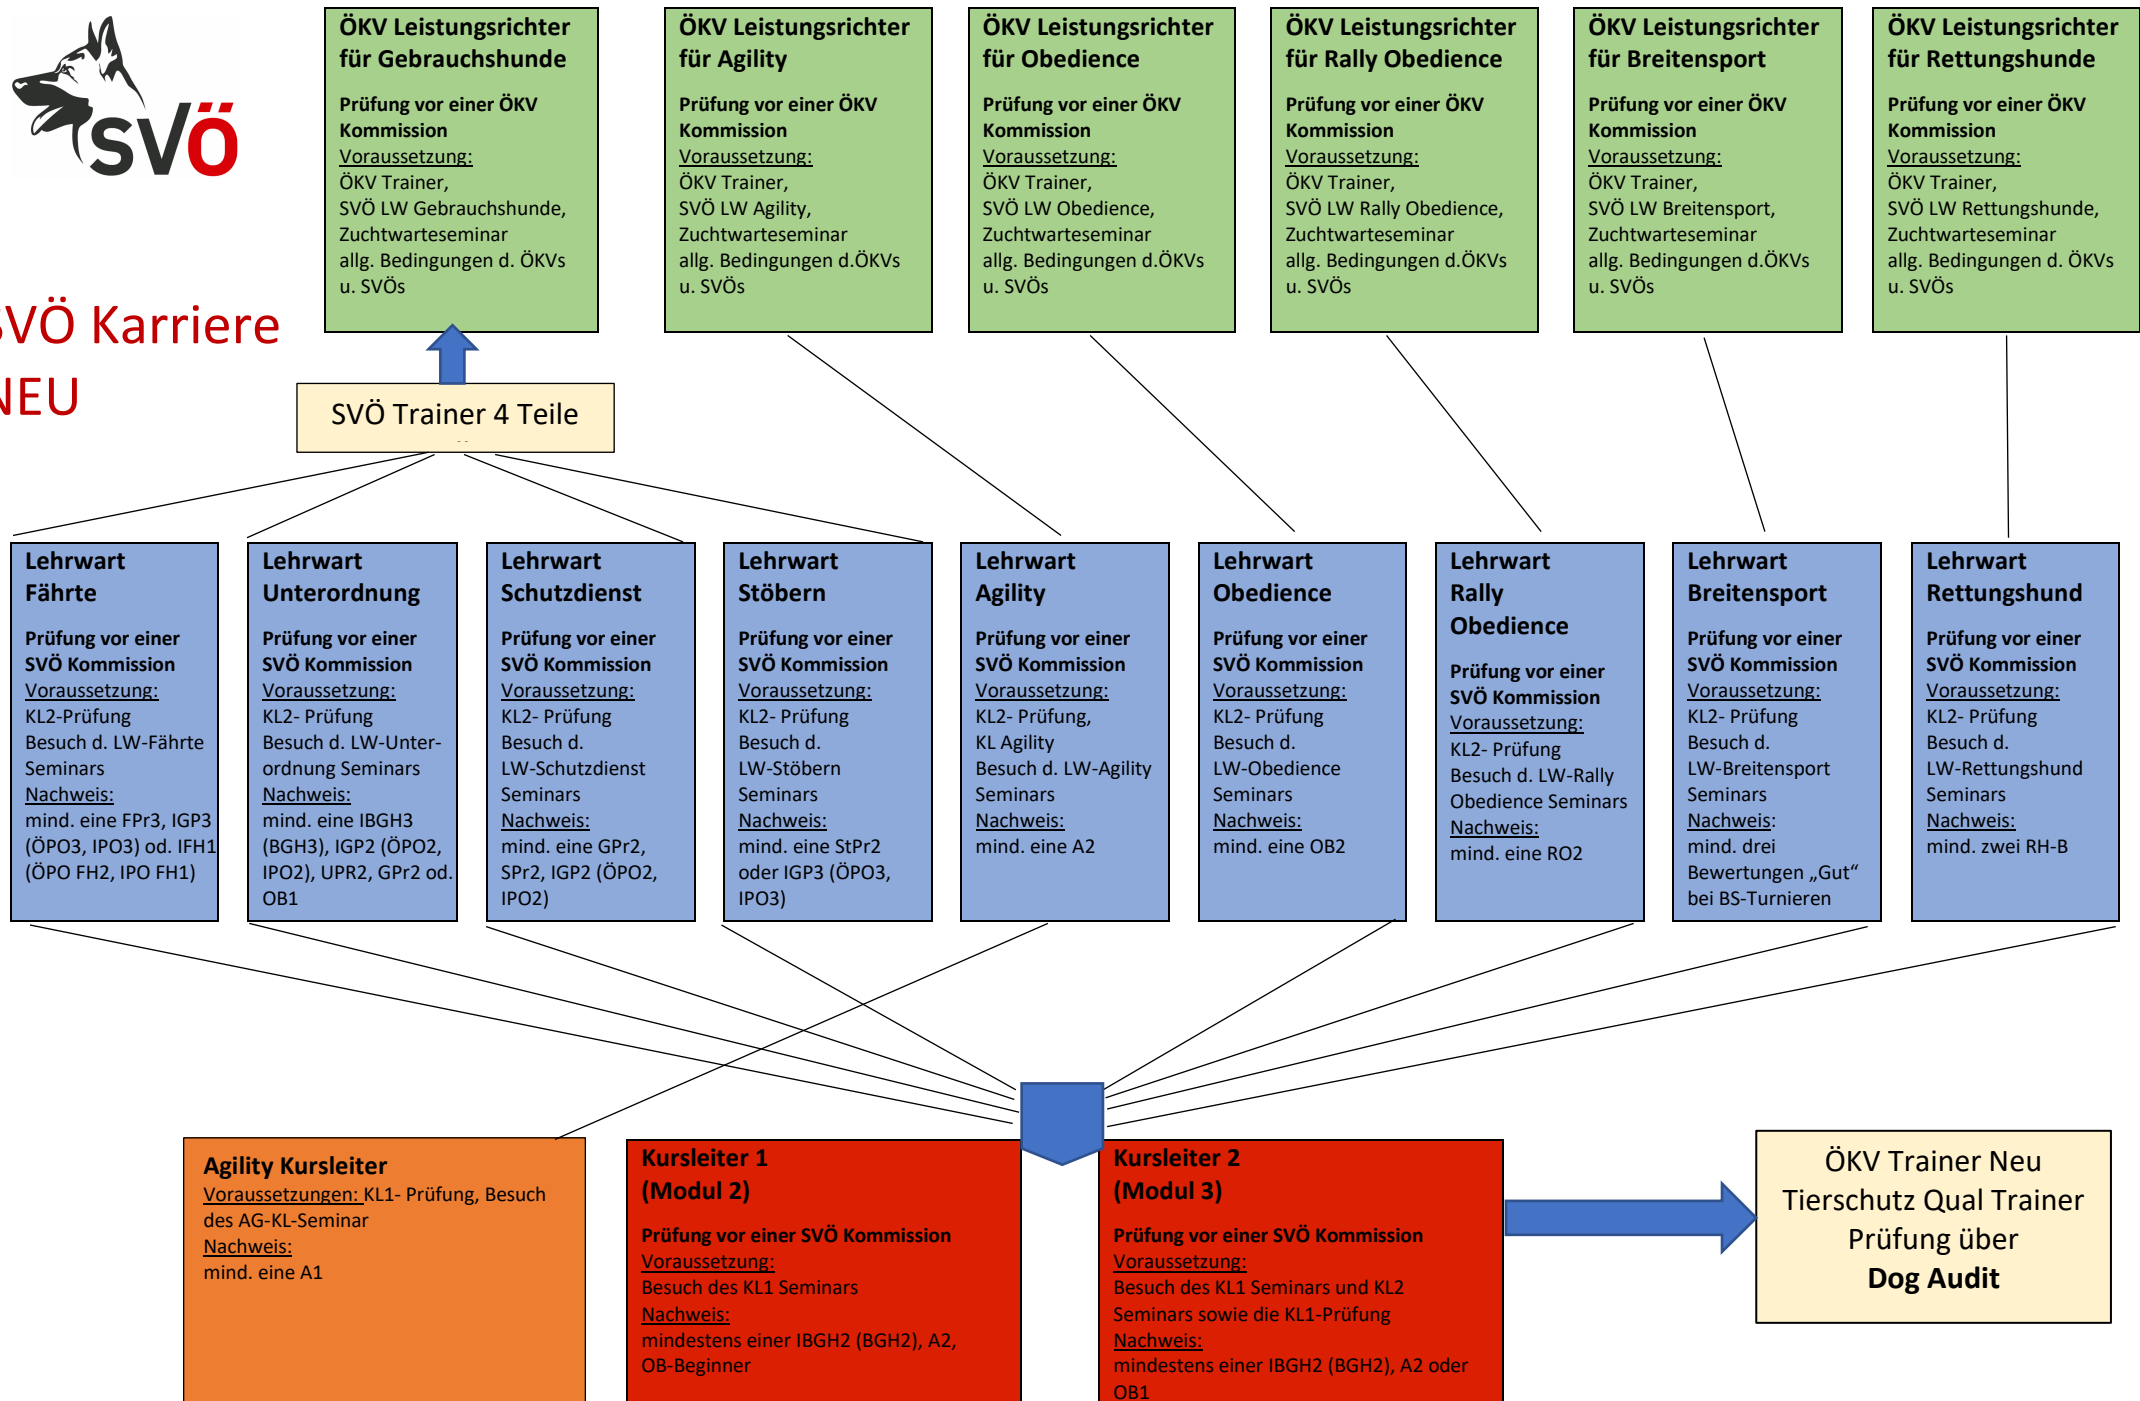 SVÖ
SVÖ Karriere
NEU
ÖKV Leistungsrichter
für Gebrauchshunde
Prüfung vor einer ÖKV
Kommission
Voraussetzung:
ÖKV Trainer,
SVÖ LW Gebrauchshunde,
Zuchtwarteseminar
allg. Bedingungen d. ÖKVs
u. SVÖs
ÖKV Leistungsrichter
für Agility
Prüfung vor einer ÖKV
Kommission
Voraussetzung:
ÖKV Trainer,
SVÖ LW Agility,
Zuchtwarteseminar
allg. Bedingungen d.ÖKVs
u. SVÖs
ÖKV Leistungsrichter
für Obedience
Prüfung vor einer ÖKV
Kommission
Voraussetzung:
ÖKV Trainer,
SVÖ LW Obedience,
Zuchtwarteseminar
allg. Bedingungen d.ÖKVs
u. SVÖs
ÖKV Leistungsrichter
für Rally Obedience
Prüfung vor einer ÖKV
Kommission
Voraussetzung:
ÖKV Trainer,
SVÖ LW Rally Obedience,
Zuchtwarteseminar
allg. Bedingungen d.ÖKVs
u. SVÖs
ÖKV Leistungsrichter
für Breitensport
Prüfung vor einer ÖKV
Kommission
Voraussetzung:
ÖKV Trainer,
SVÖ LW Breitensport,
Zuchtwarteseminar
allg. Bedingungen d.ÖKVs
u. SVÖs
ÖKV Leistungsrichter
für Rettungshunde
Prüfung vor einer ÖKV
Kommission
Voraussetzung:
ÖKV Trainer,
SVÖ LW Rettungshunde,
Zuchtwarteseminar
allg. Bedingungen d. ÖKVs
u. SVÖs
SVÖ Trainer 4 Teile
Lehrwart
Fährte
Prüfung vor einer
SVÖ Kommission
Voraussetzung:
KL2-Prüfung
Besuch d. LW-Fährte
Seminars
Nachweis:
mind. eine FPr3, IGP3
(ÖPO3, IPO3) od. IFH1
(ÖPO FH2, IPO FH1)
Lehrwart
Unterordnung
Prüfung vor einer
SVÖ Kommission
Voraussetzung:
KL2- Prüfung
Besuch d. LW-Unter-
ordnung Seminars
Nachweis:
mind. eine IBGH3
(BGH3), IGP2 (ÖPO2,
IPO2), UPR2, GPr2 od.
OB1
Lehrwart
Schutzdienst
Prüfung vor einer
SVÖ Kommission
Voraussetzung:
KL2- Prüfung
Besuch d.
LW-Schutzdienst
Seminars
Nachweis:
mind. eine GPr2,
SPr2, IGP2 (ÖPO2,
IPO2)
Lehrwart
Stöbern
Prüfung vor einer
SVÖ Kommission
Voraussetzung:
KL2- Prüfung
Besuch d.
LW-Stöbern
Seminars
Nachweis:
mind. eine StPr2
oder IGP3 (ÖPO3,
IPO3)
Lehrwart
Agility
Prüfung vor einer
SVÖ Kommission
Voraussetzung:
KL2- Prüfung,
KL Agility
Besuch d. LW-Agility
Seminars
Nachweis:
mind. eine A2
Lehrwart
Obedience
Prüfung vor einer
SVÖ Kommission
Voraussetzung:
KL2- Prüfung
Besuch d.
LW-Obedience
Seminars
Nachweis:
mind. eine OB2
Lehrwart
Rally
Obedience
Prüfung vor einer
SVÖ Kommission
Voraussetzung:
KL2- Prüfung
Besuch d. LW-Rally
Obedience Seminars
Nachweis:
mind. eine RO2
Lehrwart
Breitensport
Prüfung vor einer
SVÖ Kommission
Voraussetzung:
KL2- Prüfung
Besuch d.
LW-Breitensport
Seminars
Nachweis:
mind. drei
Bewertungen „Gut“
bei BS-Turnieren
Lehrwart
Rettungshund
Prüfung vor einer
SVÖ Kommission
Voraussetzung:
KL2- Prüfung
Besuch d.
LW-Rettungshund
Seminars
Nachweis:
mind. zwei RH-B
Agility Kursleiter
Voraussetzungen: KL1- Prüfung, Besuch
des AG-KL-Seminar
Nachweis:
mind. eine A1
Kursleiter 1
(Modul 2)
Prüfung vor einer SVÖ Kommission
Voraussetzung:
Besuch des KL1 Seminars
Nachweis:
mindestens einer IBGH2 (BGH2), A2,
OB-Beginner
Kursleiter 2
(Modul 3)
Prüfung vor einer SVÖ Kommission
Voraussetzung:
Besuch des KL1 Seminars und KL2
Seminars sowie die KL1-Prüfung
Nachweis:
mindestens einer IBGH2 (BGH2), A2 oder
OB1
ÖKV Trainer Neu
Tierschutz Qual Trainer
Prüfung über
Dog Audit